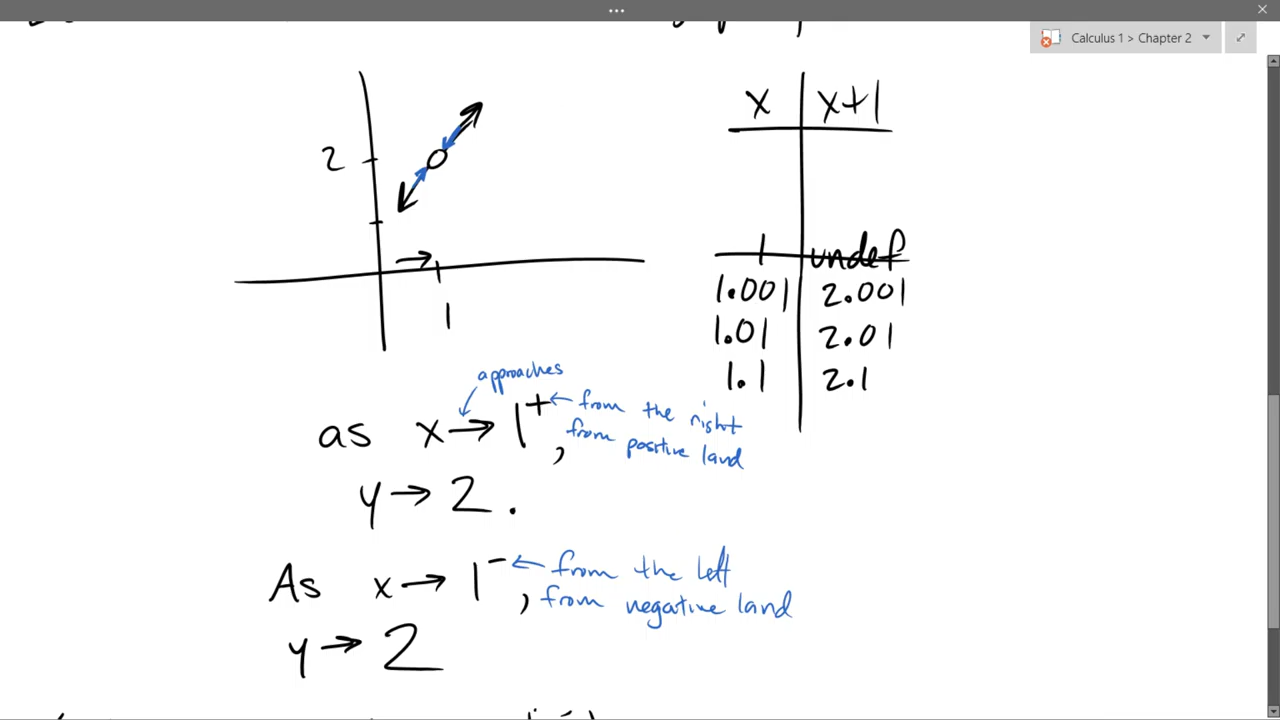 Calculus 1 > Chapter 2
2
1
x x+1
1 undef
1.001 2.001
1.01 2.01
1.1 2.1
approaches
as x → 1⁺ ← from the right
, from positive land
y → 2 .
As x → 1⁻ ← from the left
, from negative land
y → 2